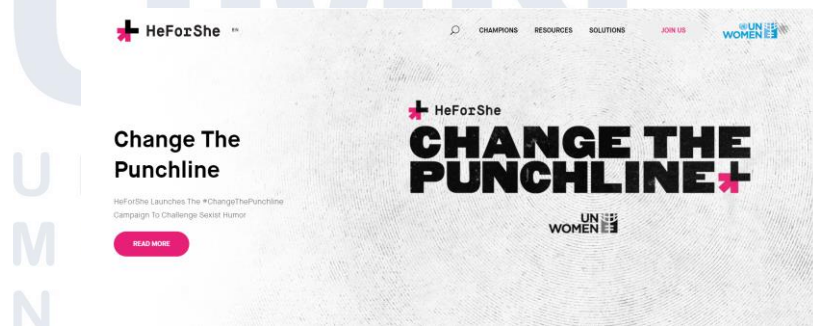 HeForShe EN
CHAMPIONS RESOURCES SOLUTIONS JOIN US
UN
WOMEN
Change The
Punchline
HeForShe Launches The #ChangeThePunchline
Campaign To Challenge Sexist Humor
READ MORE
HeForShe
CHANGE THE
PUNCHLINE
UN
WOMEN
U
M
N